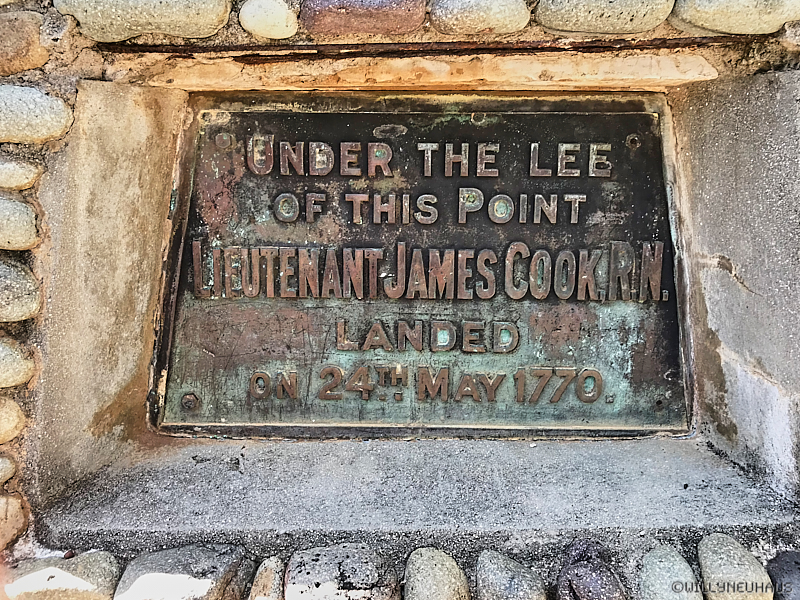 UNDER THE LEE
OF THIS POINT
LIEUTENANT JAMES COOK, R.N.
LANDED
ON 24TH. MAY 1770.
©WILLYNEUHAUS